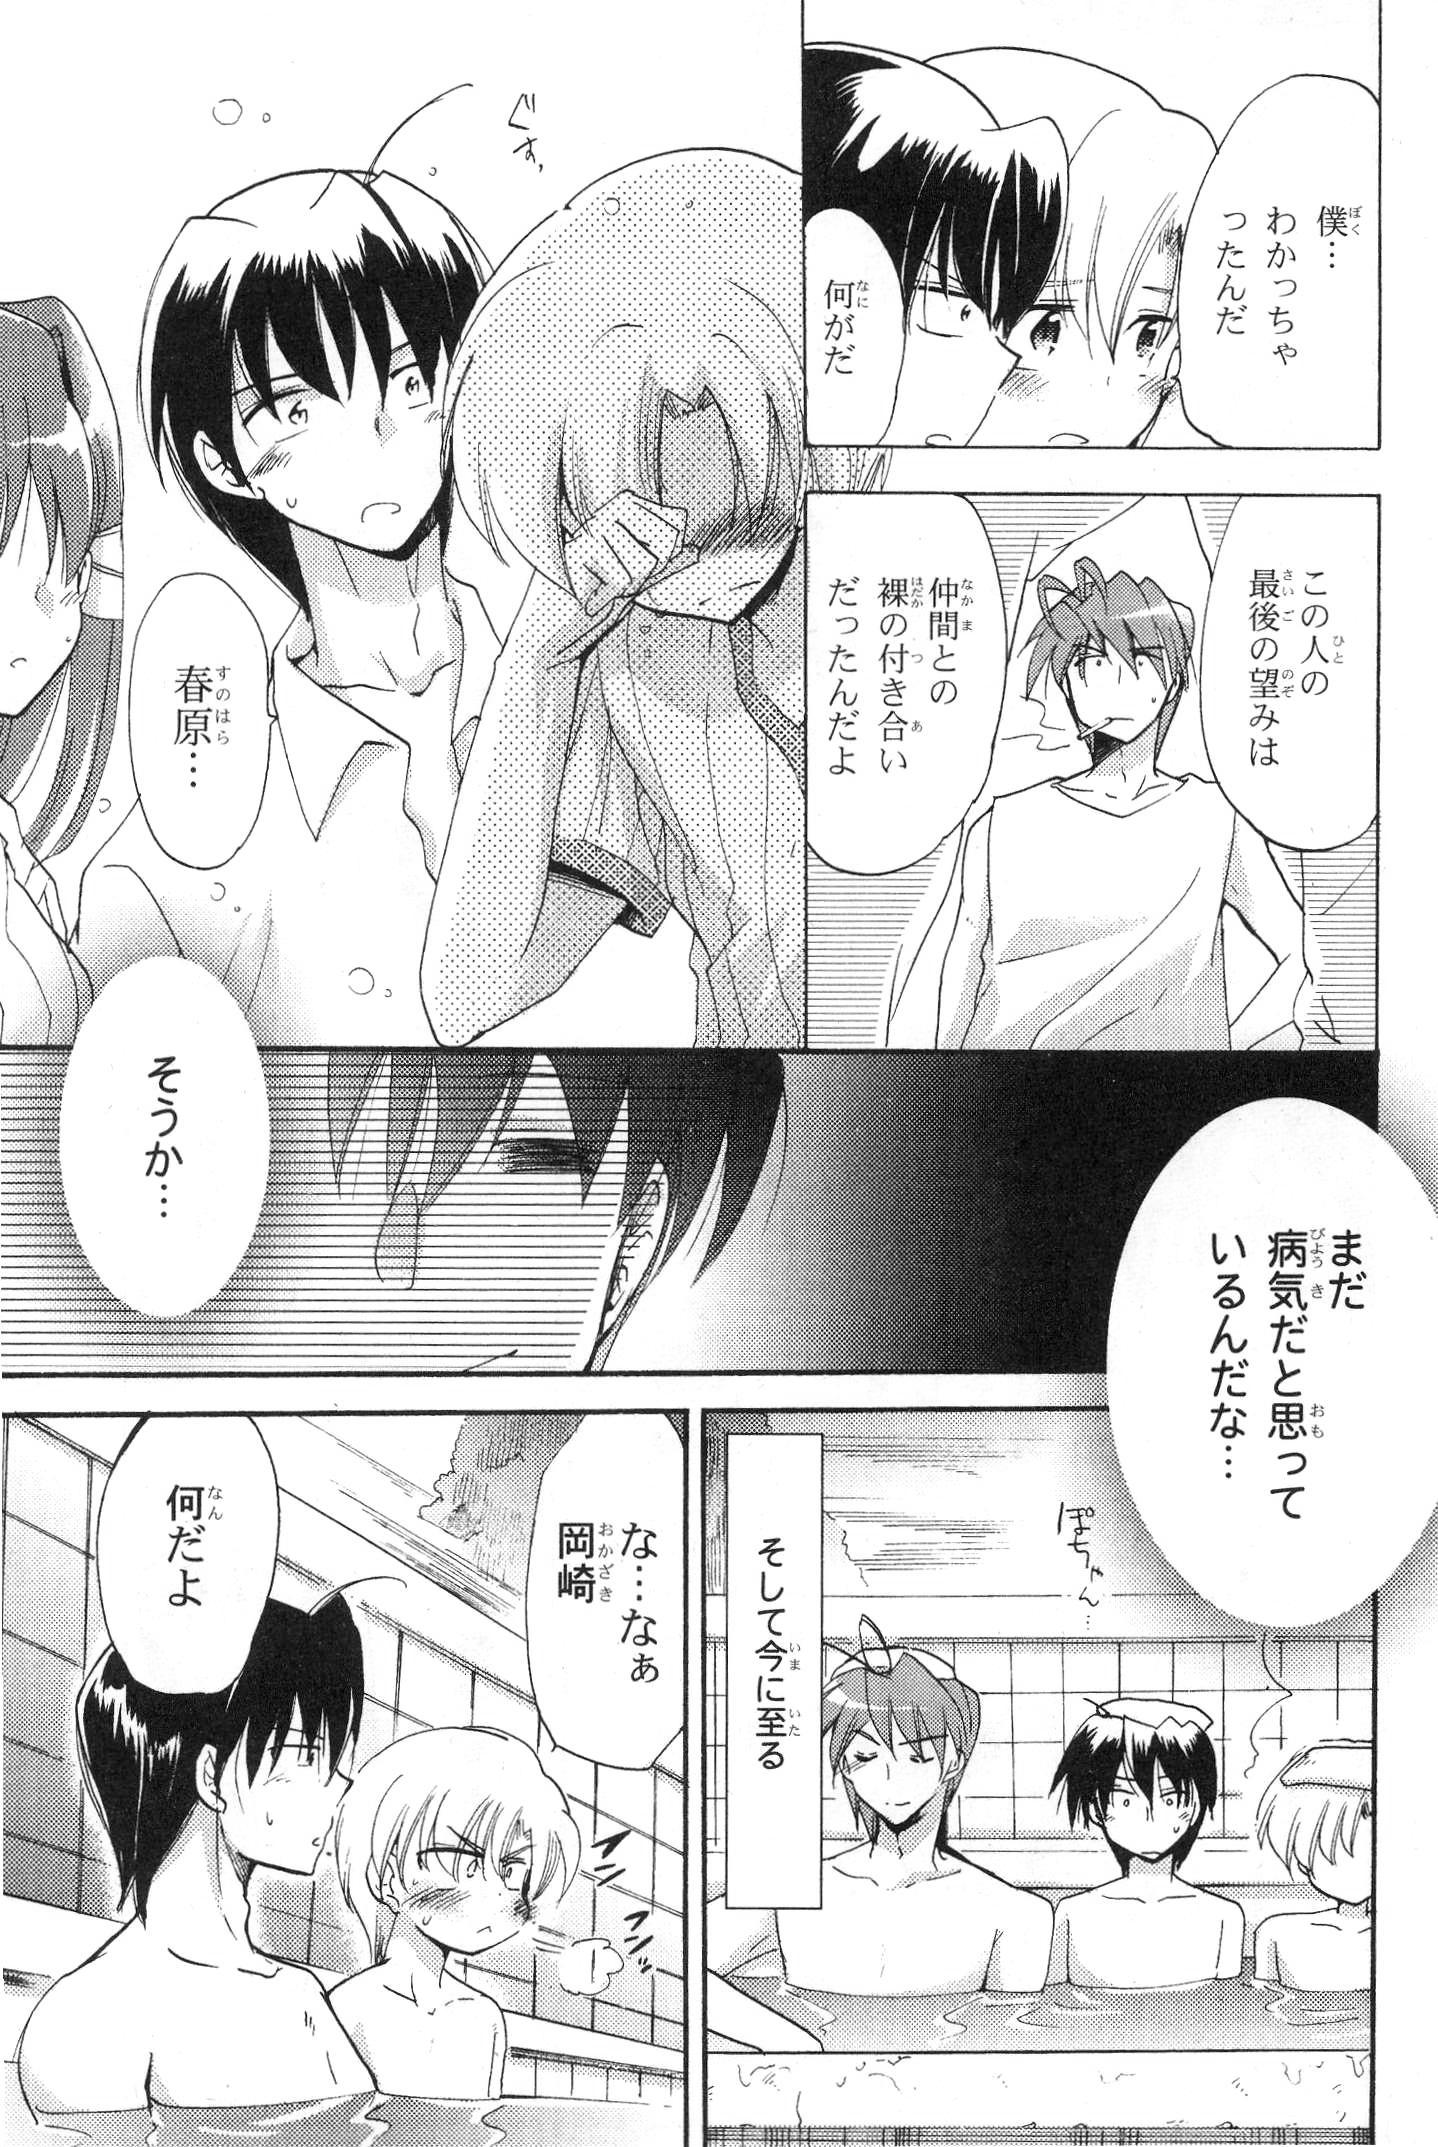 僕…
わかっちゃ
ったんだ
何がだ
この人の
最後の望みは
仲間との
裸の付き合い
だったんだよ
ぐす、
春原…
まだ
病気だと思って
いるんだな…
そうか…
ぽちゃん…
そして今に至る
な…なぁ
岡崎
何だよ